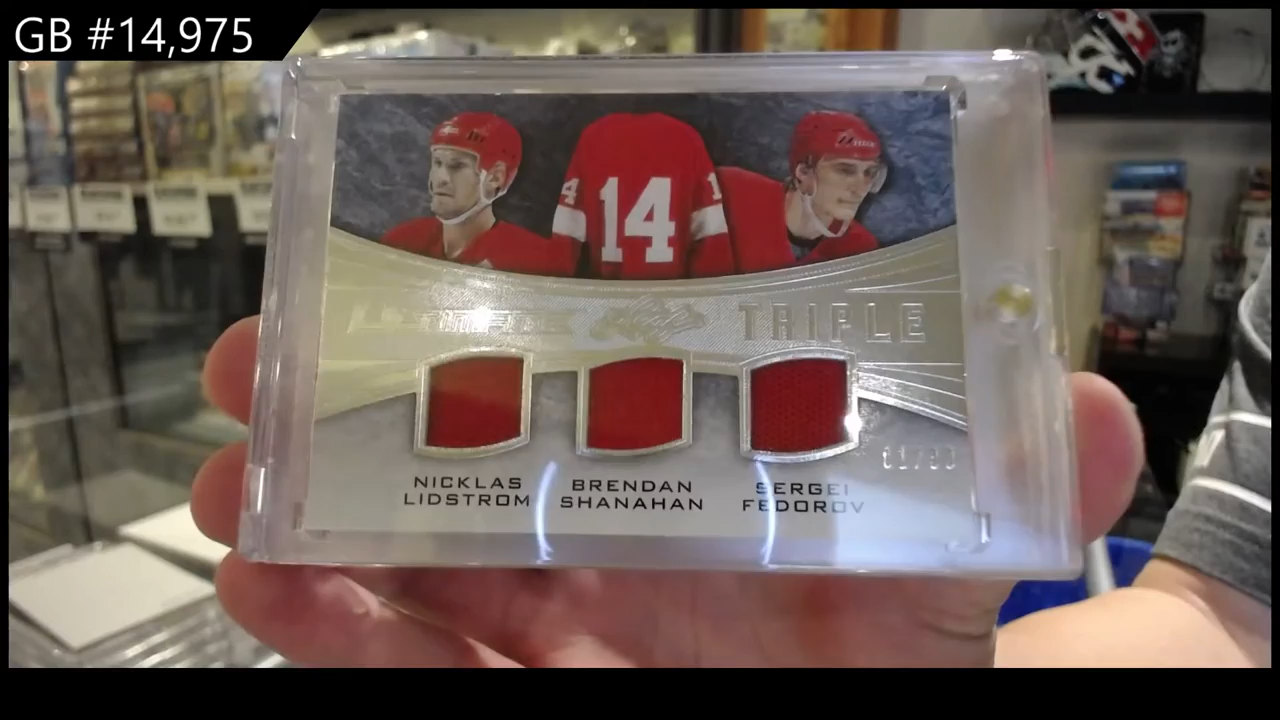 GB #14,975
14
TRIPLE
NICKLAS
LIDSTROM
BRENDAN
SHANAHAN
SERGEI
FEDOROV